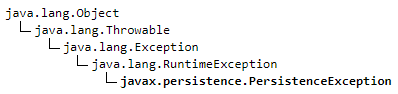 java.lang.Object
java.lang.Throwable
java.lang.Exception
java.lang.RuntimeException
javax.persistence.PersistenceException